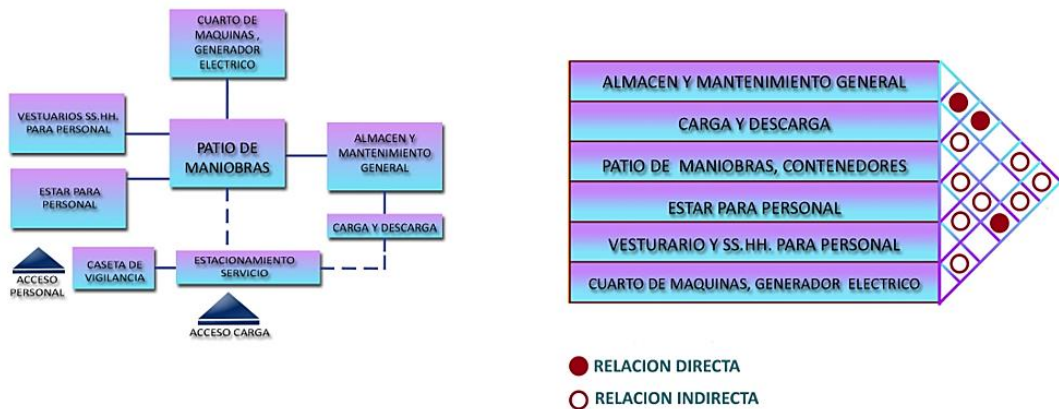 CUARTO DE
MAQUINAS ,
GENERADOR
ELECTRICO
VESTUARIOS SS.HH.
PARA PERSONAL
PATIO DE
MANIOBRAS
ALMACEN Y
MANTENIMIENTO
GENERAL
ESTAR PARA
PERSONAL
CARGA Y DESCARGA
CASETA DE
VIGILANCIA
ESTACIONAMIENTO
SERVICIO
ACCESO
PERSONAL
ACCESO CARGA
ALMACEN Y MANTENIMIENTO GENERAL
CARGA Y DESCARGA
PATIO DE MANIOBRAS, CONTENEDORES
ESTAR PARA PERSONAL
VESTURARIO Y SS.HH. PARA PERSONAL
CUARTO DE MAQUINAS, GENERADOR ELECTRICO
RELACION DIRECTA
RELACION INDIRECTA